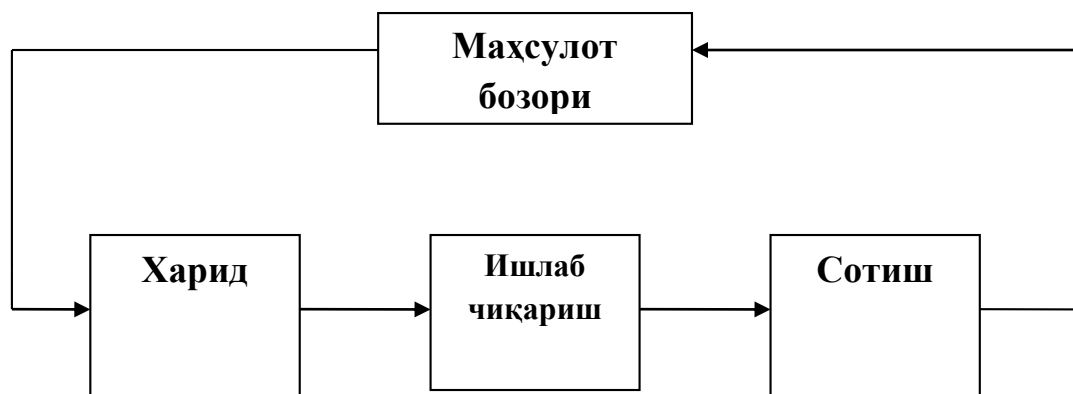 Маҳсулот
бозори
Харид
Ишлаб
чиқариш
Сотиш